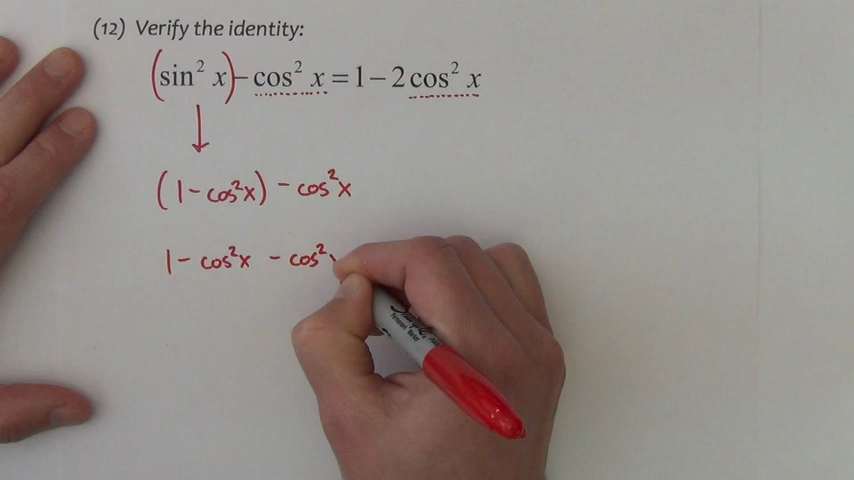 (12) Verify the identity:
(sin² x) − cos² x = 1 − 2 cos² x
(1 − cos²x) − cos²x
1 − cos²x − cos²